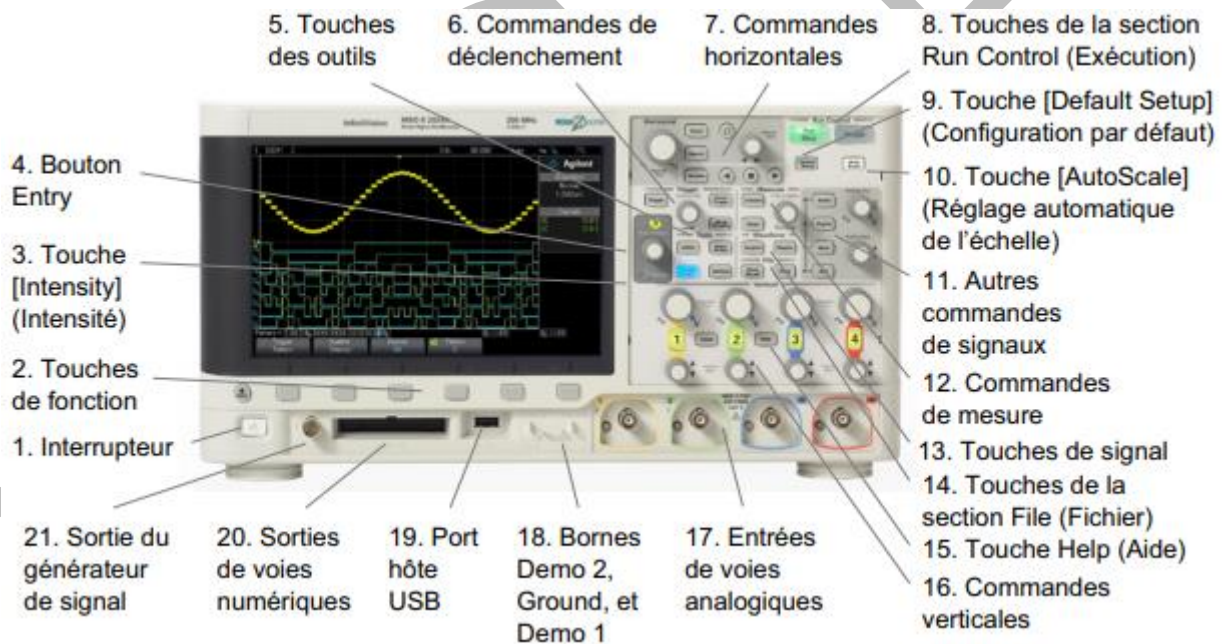 5. Touches
des outils
6. Commandes de
déclenchement
7. Commandes
horizontales
8. Touches de la section
Run Control (Exécution)
9. Touche [Default Setup]
(Configuration par défaut)
10. Touche [AutoScale]
(Réglage automatique
de l'échelle)
11. Autres
commandes
de signaux
12. Commandes
de mesure
13. Touches de signal
14. Touches de la
section File (Fichier)
15. Touche Help (Aide)
16. Commandes
verticales
4. Bouton
Entry
3. Touche
[Intensity]
(Intensité)
2. Touches
de fonction
1. Interrupteur
Agilent
1
2
3
4
21. Sortie du
générateur
de signal
20. Sorties
de voies
numériques
19. Port
hôte
USB
18. Bornes
Demo 2,
Ground, et
Demo 1
17. Entrées
de voies
analogiques